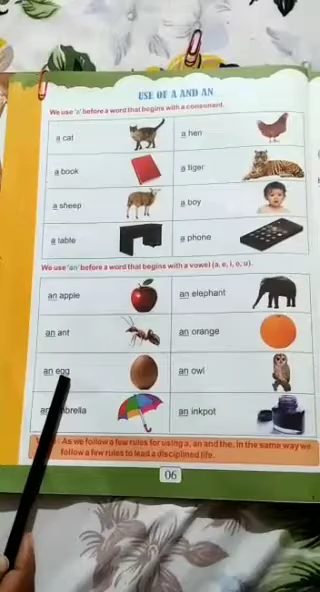 USE OF A AND AN
We use 'a' before a word that begins with a consonant.
a cat
a hen
a book
a tiger
a sheep
a boy
a table
a phone
We use 'an' before a word that begins with a vowel (a, e, i, o, u).
an apple
an elephant
an ant
an orange
an egg
an owl
brella
an inkpot
As we follow a few rules for using a, an and the, in the same way we
follow a few rules to lead a disciplined life.
06